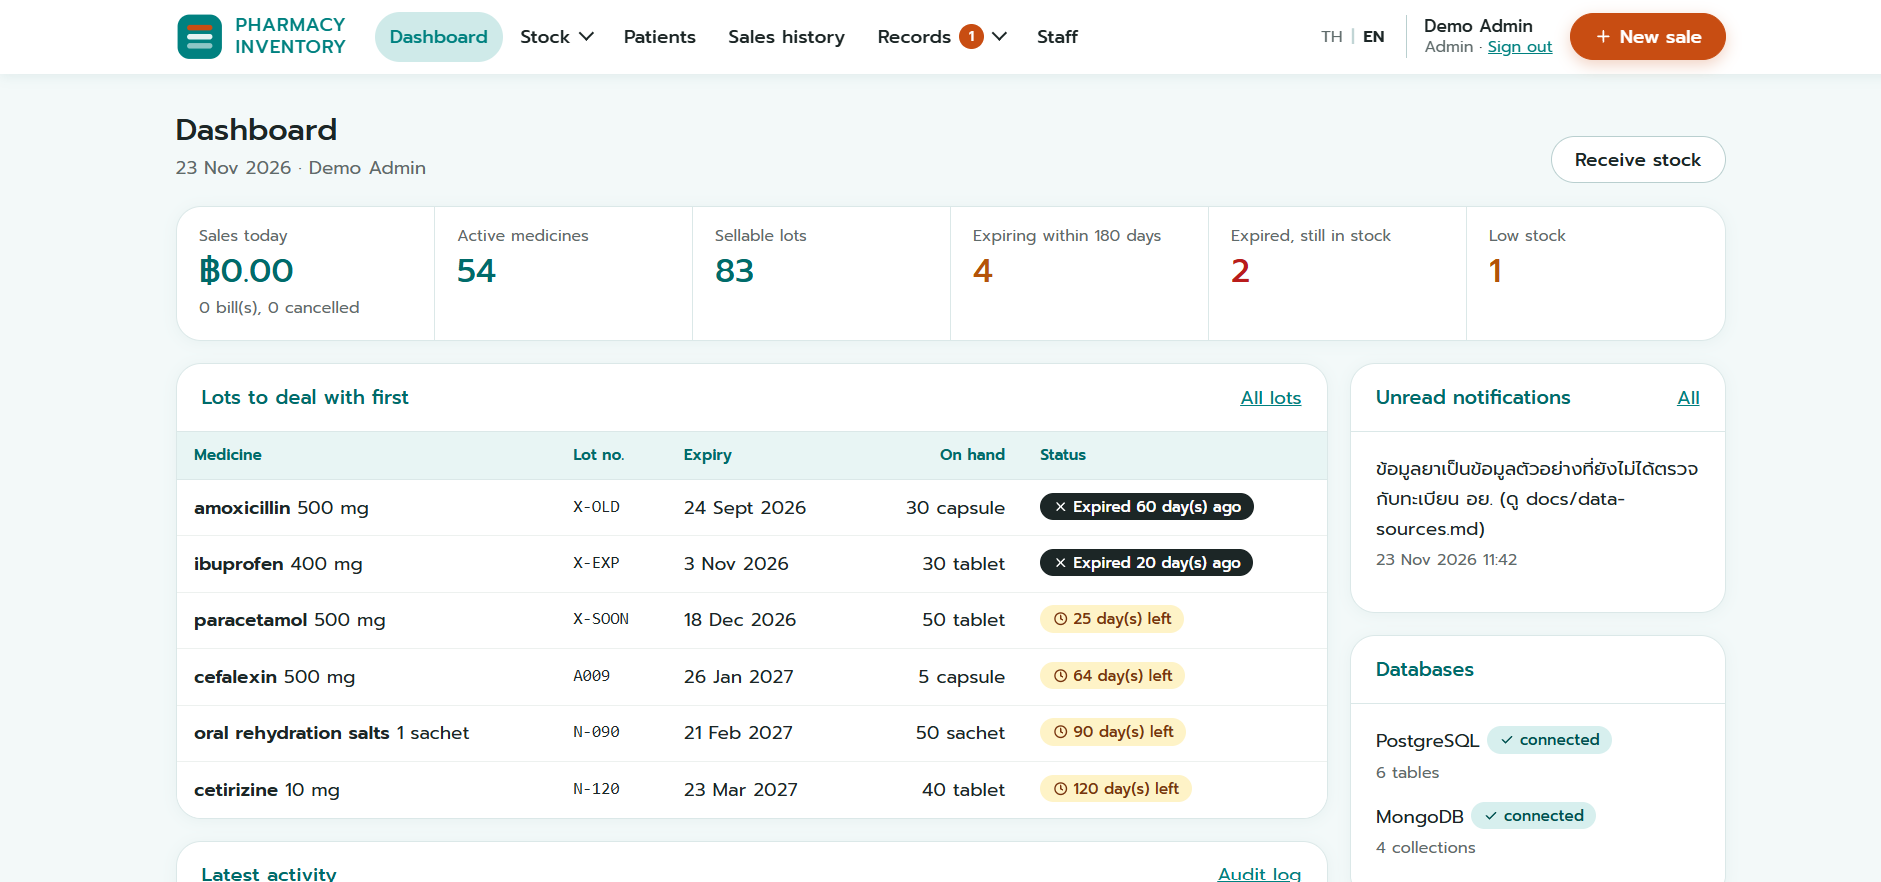 PHARMACY
INVENTORY
Dashboard
Stock
Patients
Sales history
Records 1
Staff
TH | EN
Demo Admin
Admin · Sign out
+ New sale
Dashboard
23 Nov 2026 · Demo Admin
Receive stock
Sales today
฿0.00
0 bill(s), 0 cancelled
Active medicines
54
Sellable lots
83
Expiring within 180 days
4
Expired, still in stock
2
Low stock
1
Lots to deal with first
All lots
Medicine Lot no. Expiry On hand Status
amoxicillin 500 mg X-OLD 24 Sept 2026 30 capsule × Expired 60 day(s) ago
ibuprofen 400 mg X-EXP 3 Nov 2026 30 tablet × Expired 20 day(s) ago
paracetamol 500 mg X-SOON 18 Dec 2026 50 tablet 25 day(s) left
cefalexin 500 mg A009 26 Jan 2027 5 capsule 64 day(s) left
oral rehydration salts 1 sachet N-090 21 Feb 2027 50 sachet 90 day(s) left
cetirizine 10 mg N-120 23 Mar 2027 40 tablet 120 day(s) left
Latest activity
Audit log
Unread notifications
All
ข้อมูลยาเป็นข้อมูลตัวอย่างที่ยังไม่ได้ตรวจ
กับทะเบียน อย. (ดู docs/data-
sources.md)
23 Nov 2026 11:42
Databases
PostgreSQL ✓ connected
6 tables
MongoDB ✓ connected
4 collections